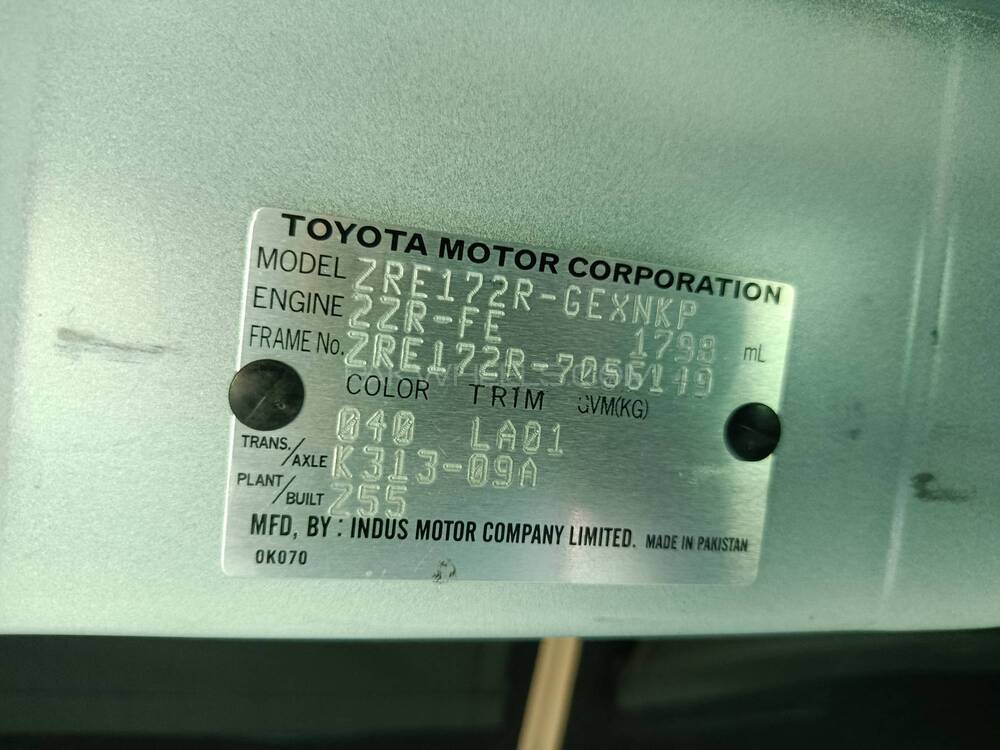 TOYOTA MOTOR CORPORATION
MODEL ZRE172R-GEXNKP
ENGINE 2ZR-FE 1798 mL
FRAME No. ZRE172R-7056149
COLOR TRIM GVM(KG)
040 LA01
TRANS./AXLE K313-09A
PLANT/BUILT Z55
MFD, BY : INDUS MOTOR COMPANY LIMITED. MADE IN PAKISTAN
0K070